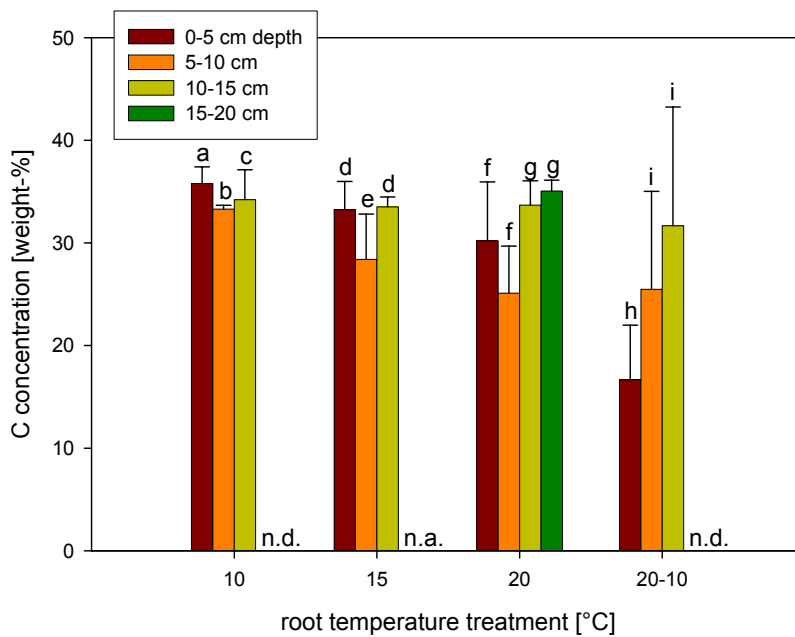 50
40
30
20
10
0
C concentration [weight-%]
0-5 cm depth
5-10 cm
10-15 cm
15-20 cm
a
b
c
n.d.
d
e
d
n.a.
f
f
g
g
h
i
i
n.d.
10
15
20
20-10
root temperature treatment [°C]